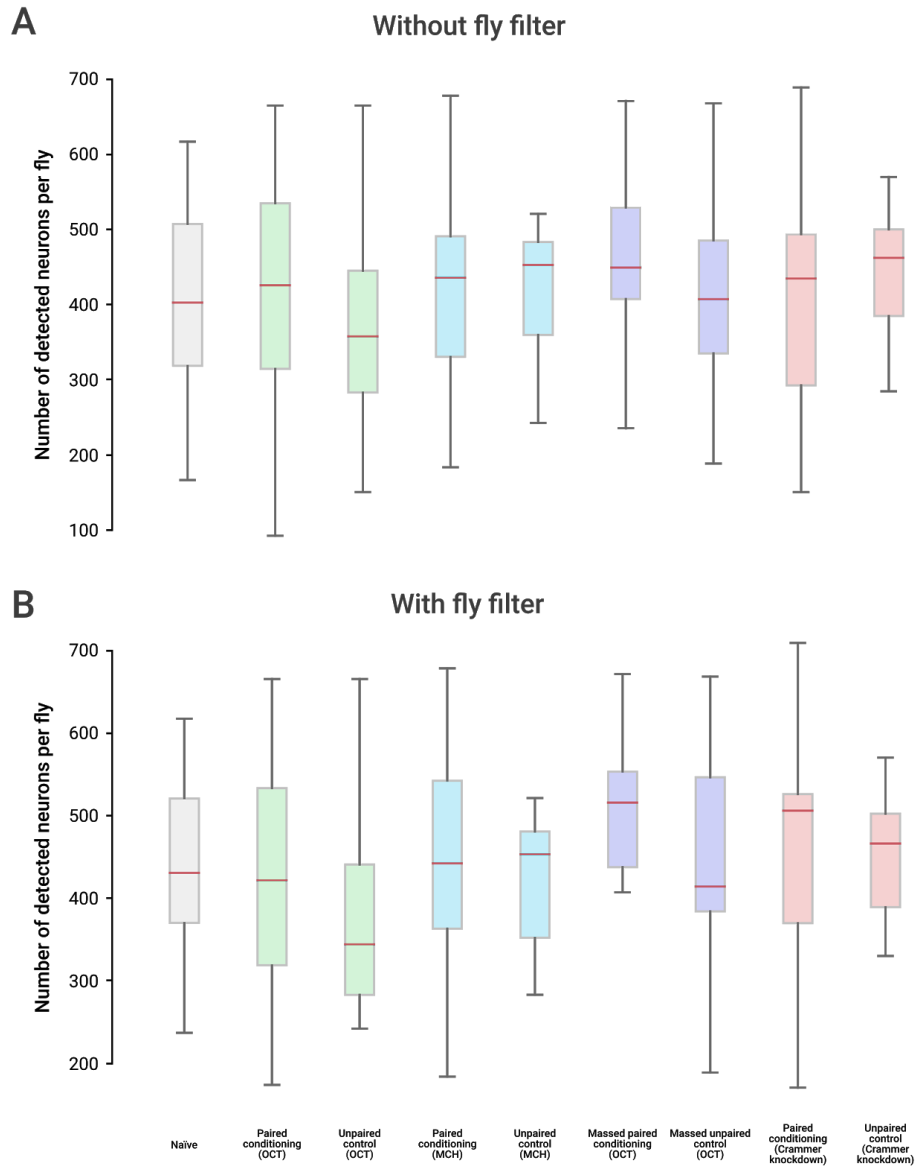 A
Without fly filter
Number of detected neurons per fly
700
600
500
400
300
200
100
B
With fly filter
Number of detected neurons per fly
700
600
500
400
300
200
Naïve
Paired
conditioning
(OCT)
Unpaired
control
(OCT)
Paired
conditioning
(MCH)
Unpaired
control
(MCH)
Massed paired
conditioning
(OCT)
Massed unpaired
control
(OCT)
Paired
conditioning
(Crammer
knockdown)
Unpaired
control
(Crammer
knockdown)